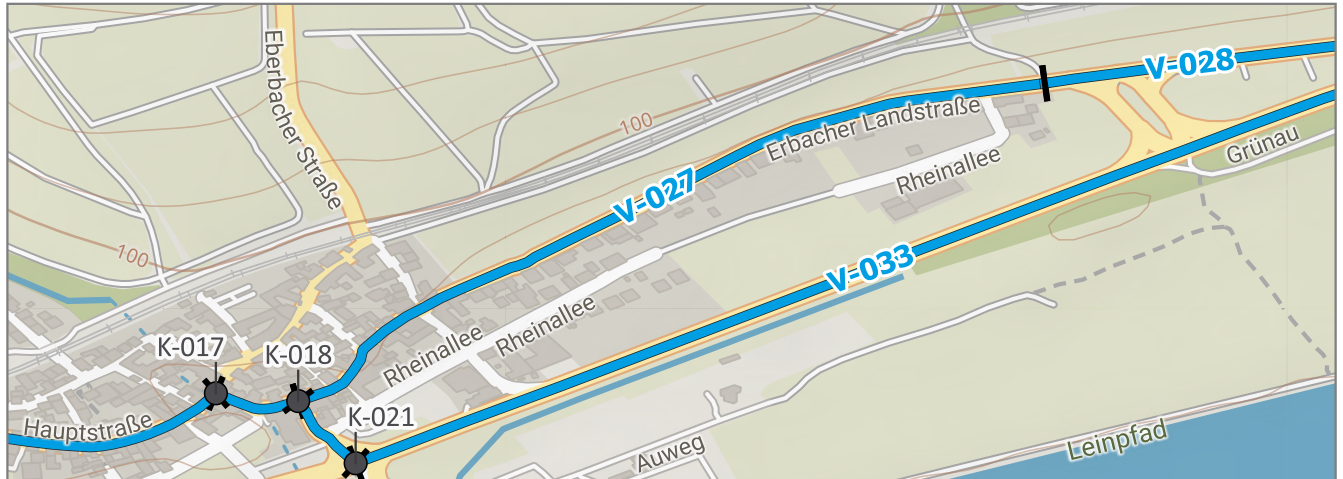 Eberbacher Straße
V-028
100
Erbacher Landstraße
Grünau
Rheinallee
V-027
100
V-033
Rheinallee
Rheinallee
K-017
K-018
K-021
Hauptstraße
Leinpfad
Auweg